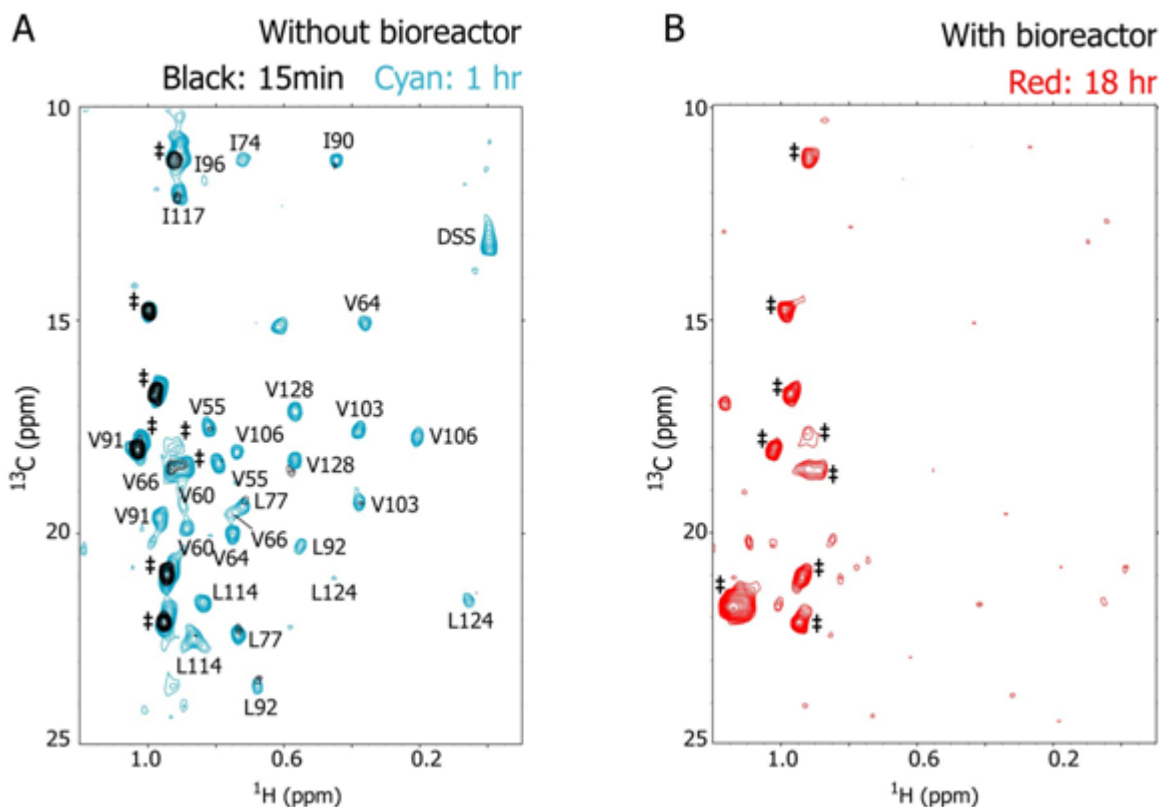 A
Without bioreactor
Black: 15min Cyan: 1 hr
10
15
20
25
13C (ppm)
1.0 0.6 0.2
1H (ppm)
‡ I96 I74 I90
I117
DSS
‡
V64
‡
V55 V128 V103
‡ ‡
V91 V106 V106
‡
V66 V60 V55 V128
L77 V103
V91 V66
V60 V64 L92
‡
L114 L124 L124
‡
L77
L114
L92
B
With bioreactor
Red: 18 hr
10
15
20
25
13C (ppm)
1.0 0.6 0.2
1H (ppm)
‡
‡
‡
‡ ‡
‡
‡
‡
‡